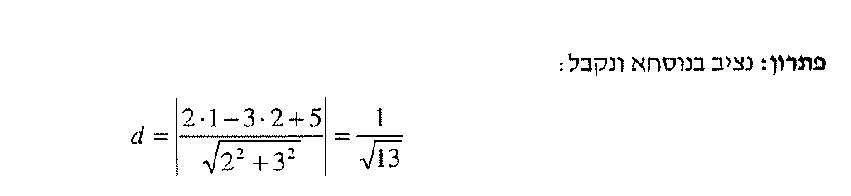 פתרון: נציב בנוסחא ונקבל:
d = |(2·1−3·2+5)/√(2²+3²)| = 1/√13